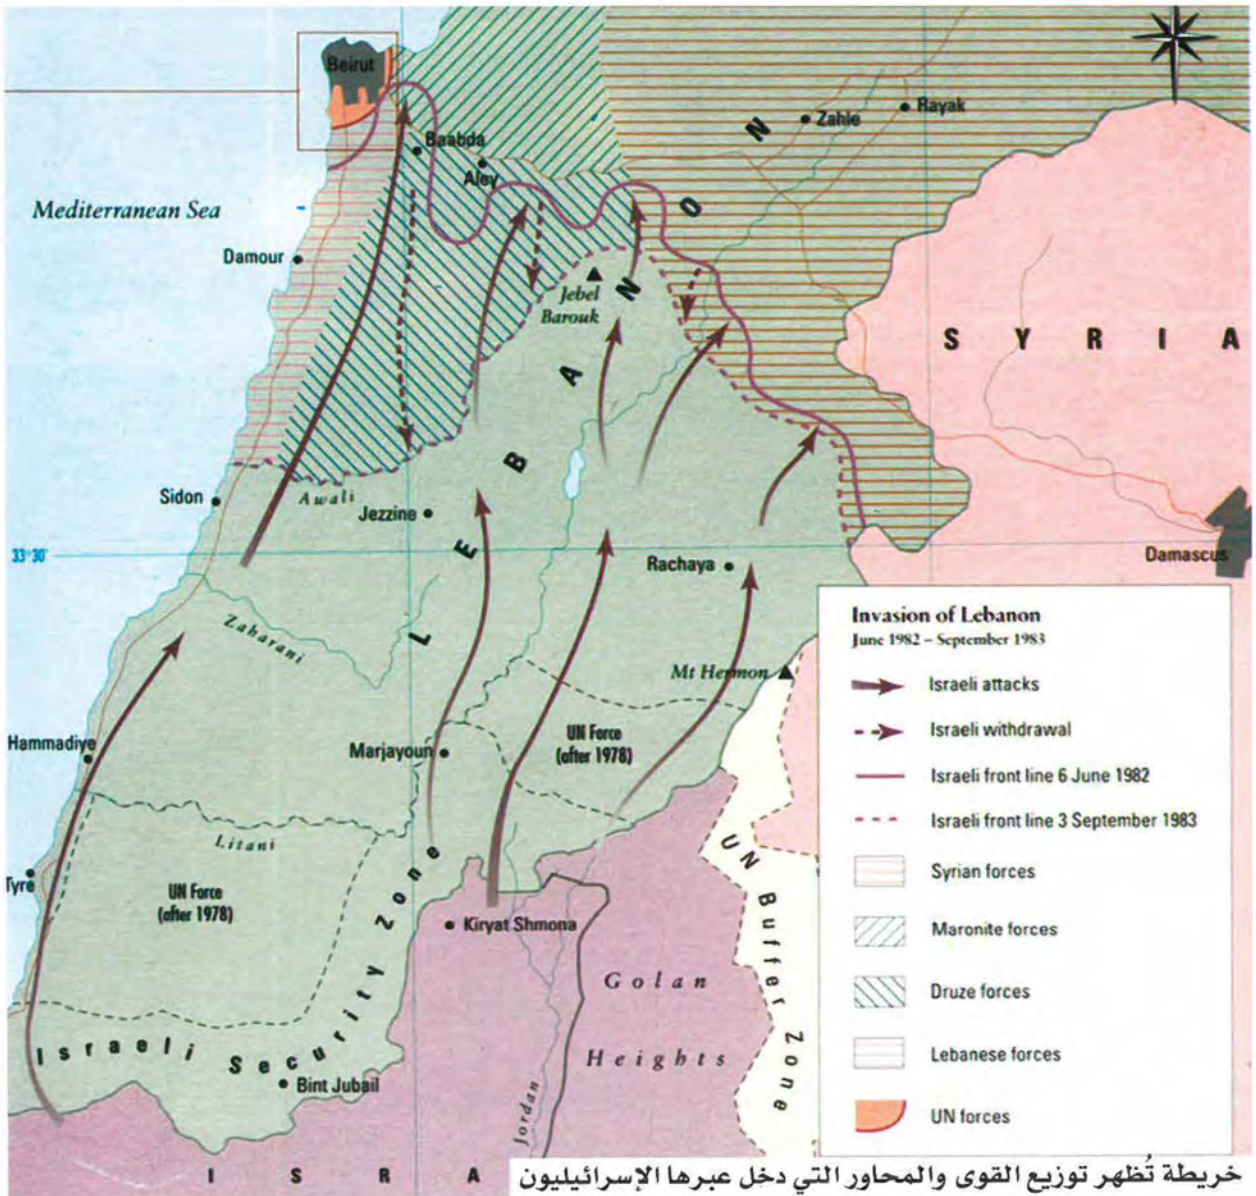 Beirut
Zahle
Rayak
Baabda
Aley
Mediterranean Sea
Damour
Jebel
Barouk
LEBANON
SYRIA
Sidon
Awali
Jezzine
33°30'
Rachaya
Damascus
Zaharani
Mt Hermon
Hammadiye
Marjayoun
UN Force
(after 1978)
Litani
Tyre
UN Force
(after 1978)
Kiryat Shmona
Golan
Heights
UN Buffer Zone
Israeli Security Zone
Bint Jubail
Jordan
ISRA
Invasion of Lebanon
June 1982 – September 1983
Israeli attacks
Israeli withdrawal
Israeli front line 6 June 1982
Israeli front line 3 September 1983
Syrian forces
Maronite forces
Druze forces
Lebanese forces
UN forces
خريطة تُظهر توزيع القوى والمحاور التي دخل عبرها الإسرائيليون